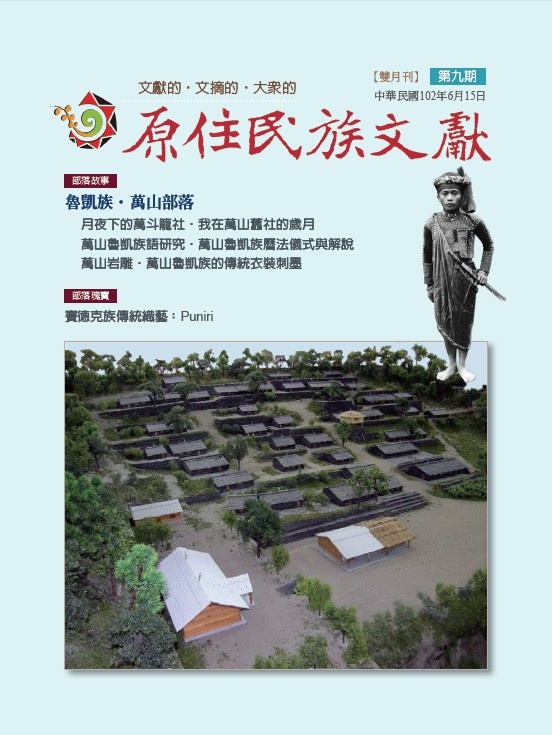 文獻的・文摘的・大衆的
【雙月刊】 第九期
中華民國102年6月15日
原住民族文獻
部落故事
魯凱族・萬山部落
月夜下的萬斗籠社・我在萬山舊社的歲月
萬山魯凱族語研究・萬山魯凱族曆法儀式與解說
萬山岩雕・萬山魯凱族的傳統衣裝刺墨
部落瑰寶
賽德克族傳統織藝：Puniri